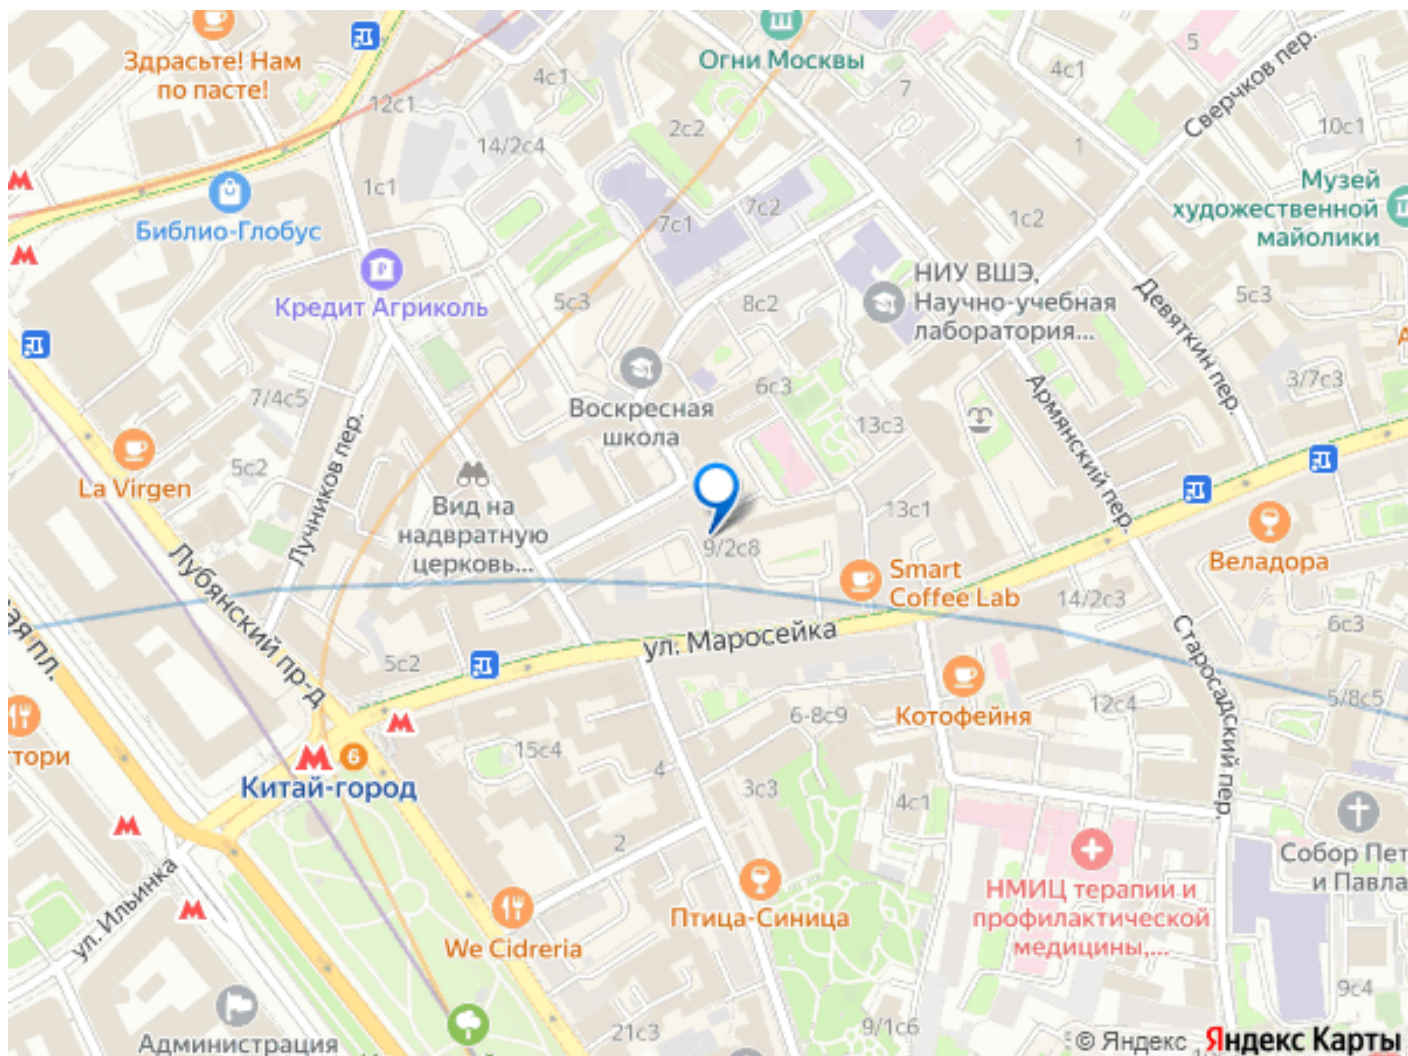 Здрасьте! Нам
по пасте!
Огни Москвы
4с1
12с1
14/2с4
2с2
7
4с1
5
Сверчков пер.
10с1
1
1с1
Библио-Глобус
Кредит Агриколь
7с1
7с2
1с2
Музей
художественной
майолики
5с3
8с2
НИУ ВШЭ,
Научно-учебная
лаборатория...
5с3
Девяткин пер.
3/7с3
Воскресная
школа
6с3
13с3
Армянский пер.
7/4с5
Лучников пер.
La Virgen
5с2
Вид на
надвратную
церковь...
13с1
9/2с8
Smart
Coffee Lab
Веладора
14/2с3
6с3
Лубянский пр-д
ул. Маросейка
Старосадский пер.
5с2
ая пл.
5/8с5
12с4
Котофейня
6-8с9
15с4
4
3с3
4с1
тори
6
Китай-город
2
ул. Ильинка
We Cidreria
Птица-Синица
НМИЦ терапии и
профилактической
медицины,...
Собор Пет
и Павла
9с4
Администрация
21с3
9/1с6
© Яндекс Яндекс Карты